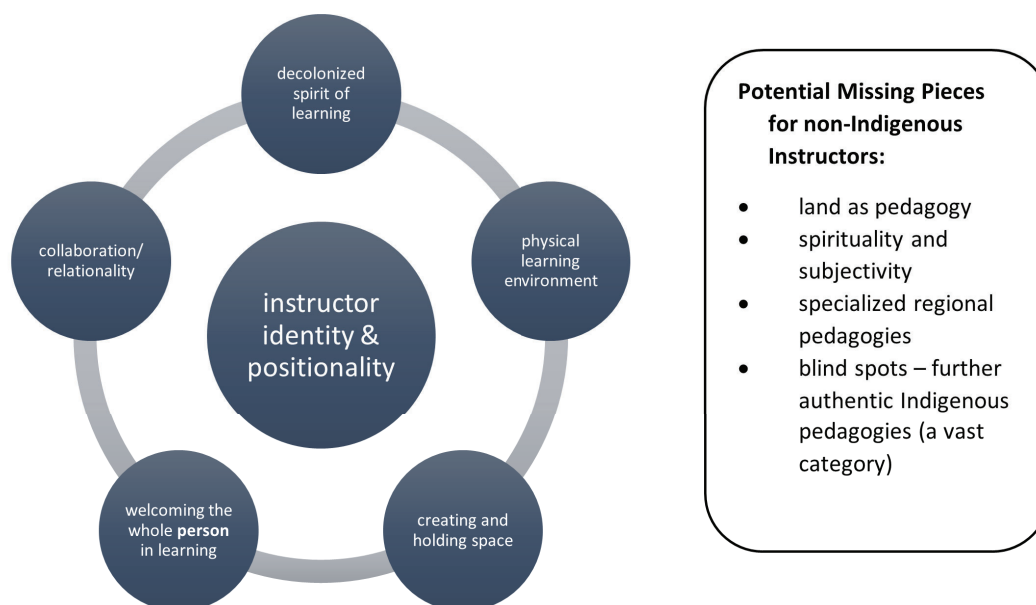 decolonized
spirit of
learning
collaboration/
relationality
physical
learning
environment
instructor
identity &
positionality
welcoming the
whole person
in learning
creating and
holding space
Potential Missing Pieces
for non-Indigenous
Instructors:
• land as pedagogy
• spirituality and
subjectivity
• specialized regional
pedagogies
• blind spots – further
authentic Indigenous
pedagogies (a vast
category)